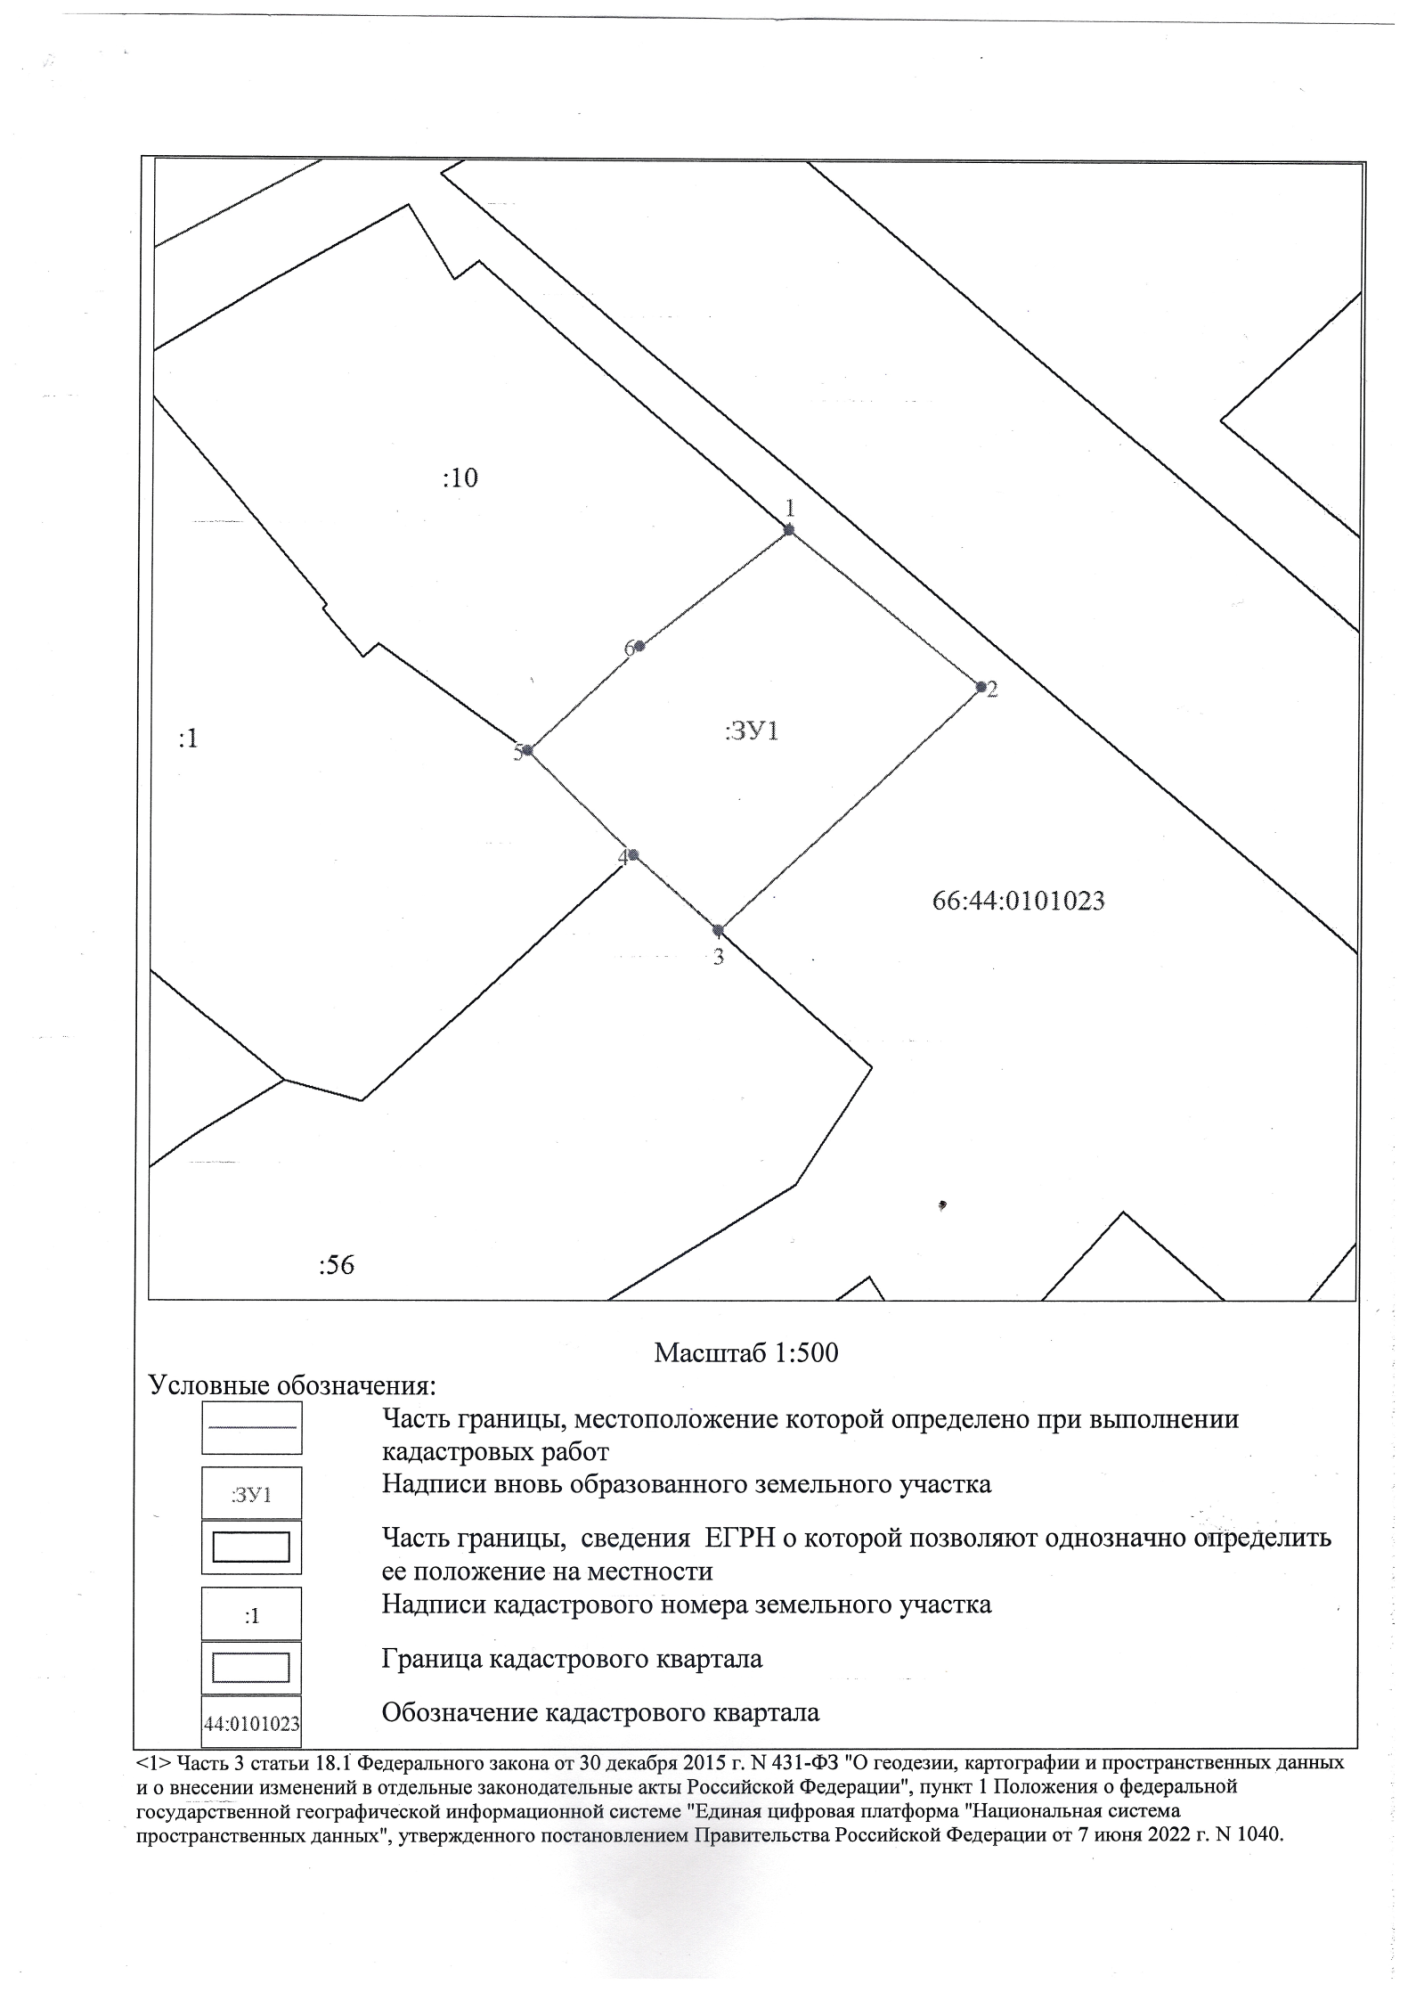 :10
1
6
2
:ЗУ1
:1
5
4
66:44:0101023
3
:56
Масштаб 1:500
Условные обозначения:
Часть границы, местоположение которой определено при выполнении
кадастровых работ
:ЗУ1
Надписи вновь образованного земельного участка
Часть границы, сведения ЕГРН о которой позволяют однозначно определить
ее положение на местности
:1
Надписи кадастрового номера земельного участка
Граница кадастрового квартала
44:0101023
Обозначение кадастрового квартала
<1> Часть 3 статьи 18.1 Федерального закона от 30 декабря 2015 г. N 431-ФЗ "О геодезии, картографии и пространственных данных
и о внесении изменений в отдельные законодательные акты Российской Федерации", пункт 1 Положения о федеральной
государственной географической информационной системе "Единая цифровая платформа "Национальная система
пространственных данных", утвержденного постановлением Правительства Российской Федерации от 7 июня 2022 г. N 1040.